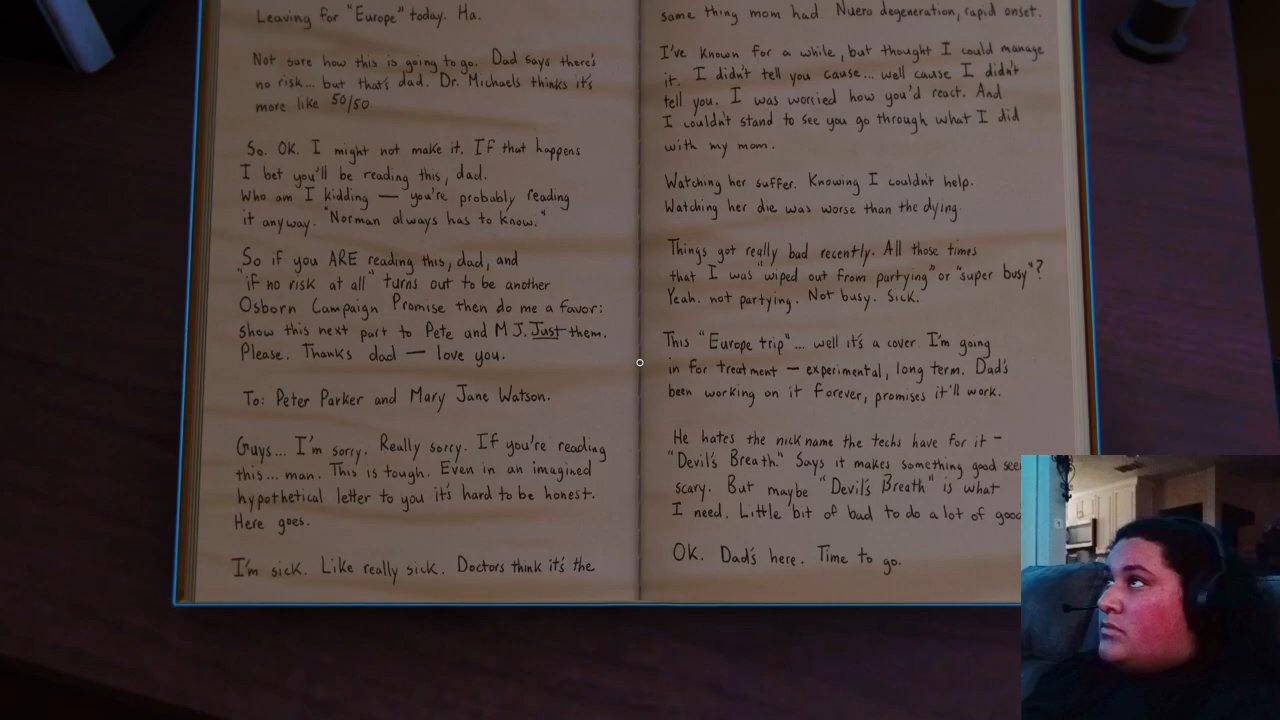 Leaving for "Europe" today. Ha.
Not sure how this is going to go. Dad says there's
no risk... but that's dad. Dr. Michaels thinks it's
more like 50/50.
So. OK. I might not make it. If that happens
I bet you'll be reading this, dad.
Who am I kidding — you're probably reading
it anyway. "Norman always has to know."
So if you ARE reading this, dad, and
"if no risk at all" turns out to be another
Osborn Campaign Promise then do me a favor:
show this next part to Pete and MJ. Just them.
Please. Thanks dad — love you.
To: Peter Parker and Mary Jane Watson.
Guys... I'm sorry. Really sorry. If you're reading
this... man. This is tough. Even in an imagined
hypothetical letter to you it's hard to be honest.
Here goes.
I'm sick. Like really sick. Doctors think it's the
same thing mom had. Nuero degeneration, rapid onset.
I've known for a while, but thought I could manage
it. I didn't tell you cause... well cause I didn't
tell you. I was worried how you'd react. And
I couldn't stand to see you go through what I did
with my mom.
Watching her suffer. Knowing I couldn't help.
Watching her die was worse than the dying.
Things got really bad recently. All those times
that I was "wiped out from partying" or "super busy"?
Yeah. not partying. Not busy. Sick.
This "Europe trip"... well it's a cover. I'm going
in for treatment — experimental, long term. Dad's
been working on it forever, promises it'll work.
He hates the nickname the techs have for it -
"Devil's Breath." Says it makes something good
scary. But maybe "Devil's Breath" is what
I need. Little bit of bad to do a lot of good
OK. Dad's here. Time to go.